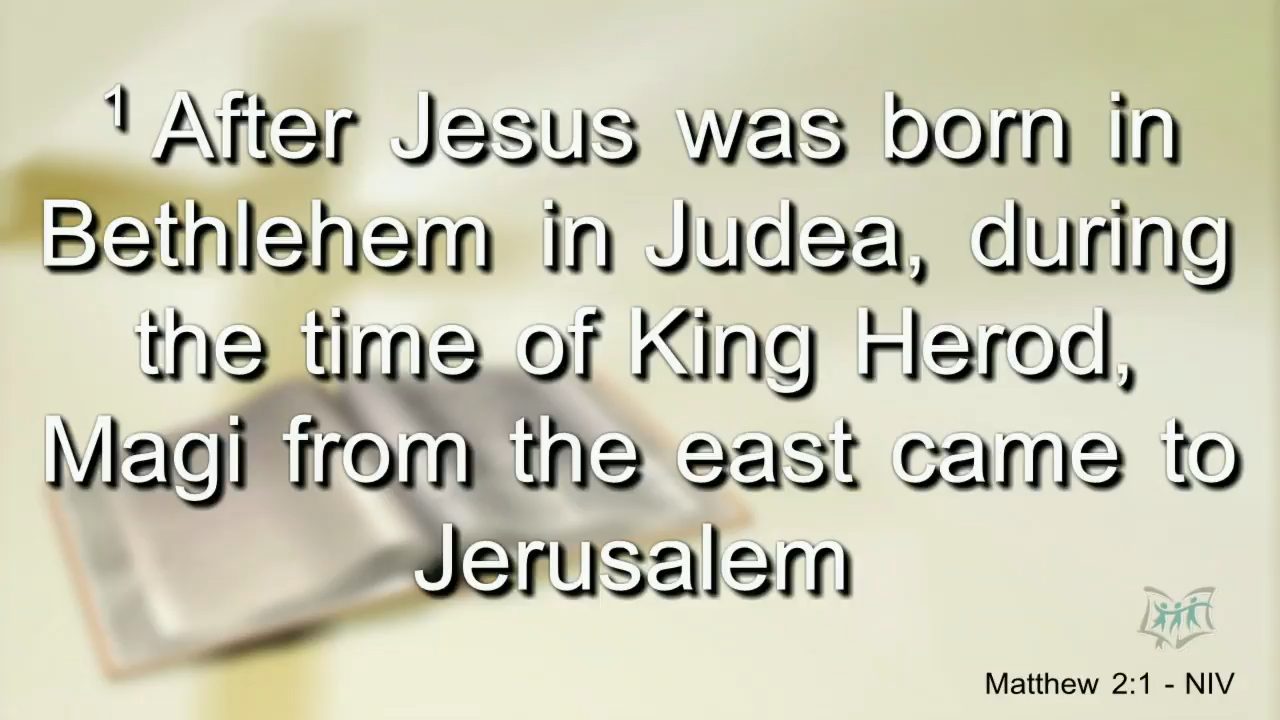 ¹ After Jesus was born in
Bethlehem in Judea, during
the time of King Herod,
Magi from the east came to
Jerusalem
Matthew 2:1 - NIV